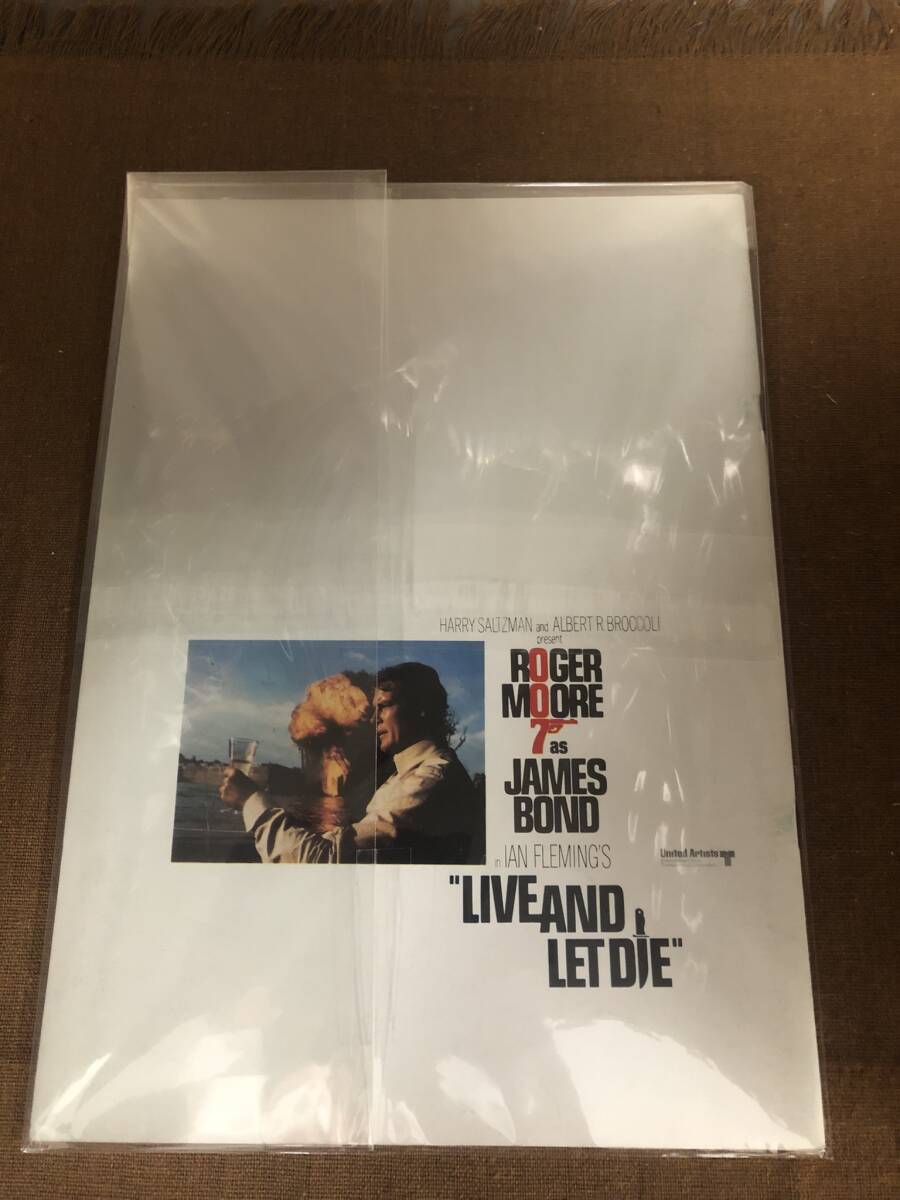 HARRY SALTZMAN and ALBERT R. BROCCOLI
present
ROGER
MOORE
7 as
JAMES
BOND
in IAN FLEMING'S
United Artists
"LIVE AND
LET DIE"